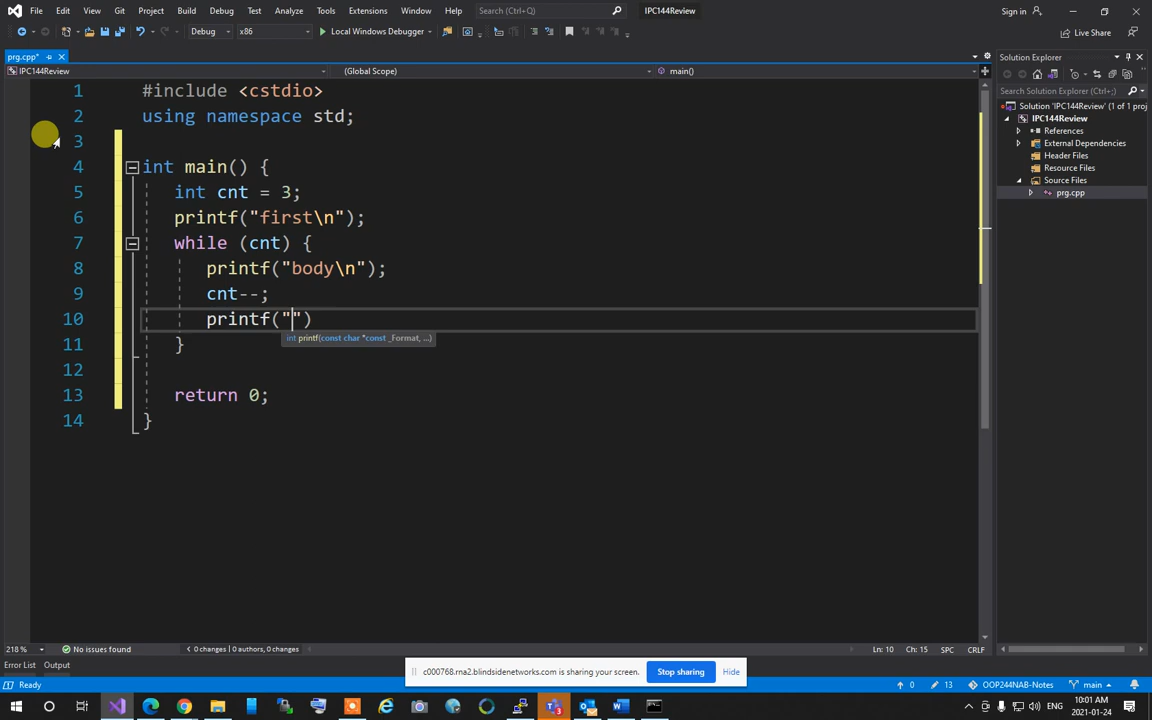 File Edit View Git Project Build Debug Test Analyze Tools Extensions Window Help Search (Ctrl+Q) IPC144Review Sign in
Debug x86 Local Windows Debugger Live Share
prg.cpp* Solution Explorer
IPC144Review (Global Scope) main()
Search Solution Explorer (Ctrl+;)
Solution 'IPC144Review' (1 of 1 proj
IPC144Review
References
External Dependencies
Header Files
Resource Files
Source Files
prg.cpp
1 #include <cstdio>
2 using namespace std;
3
4 int main() {
5 int cnt = 3;
6 printf("first\n");
7 while (cnt) {
8 printf("body\n");
9 cnt--;
10 printf("")
int printf(const char *const _Format, ...)
11 }
12
13 return 0;
14 }
218 % No issues found 0 changes | 0 authors, 0 changes Ln: 10 Ch: 15 SPC CRLF
Error List Output
c000768.rna2.blindsidenetworks.com is sharing your screen. Stop sharing Hide
Ready 0 13 OOP244NAB-Notes main
10:01 AM
2021-01-24